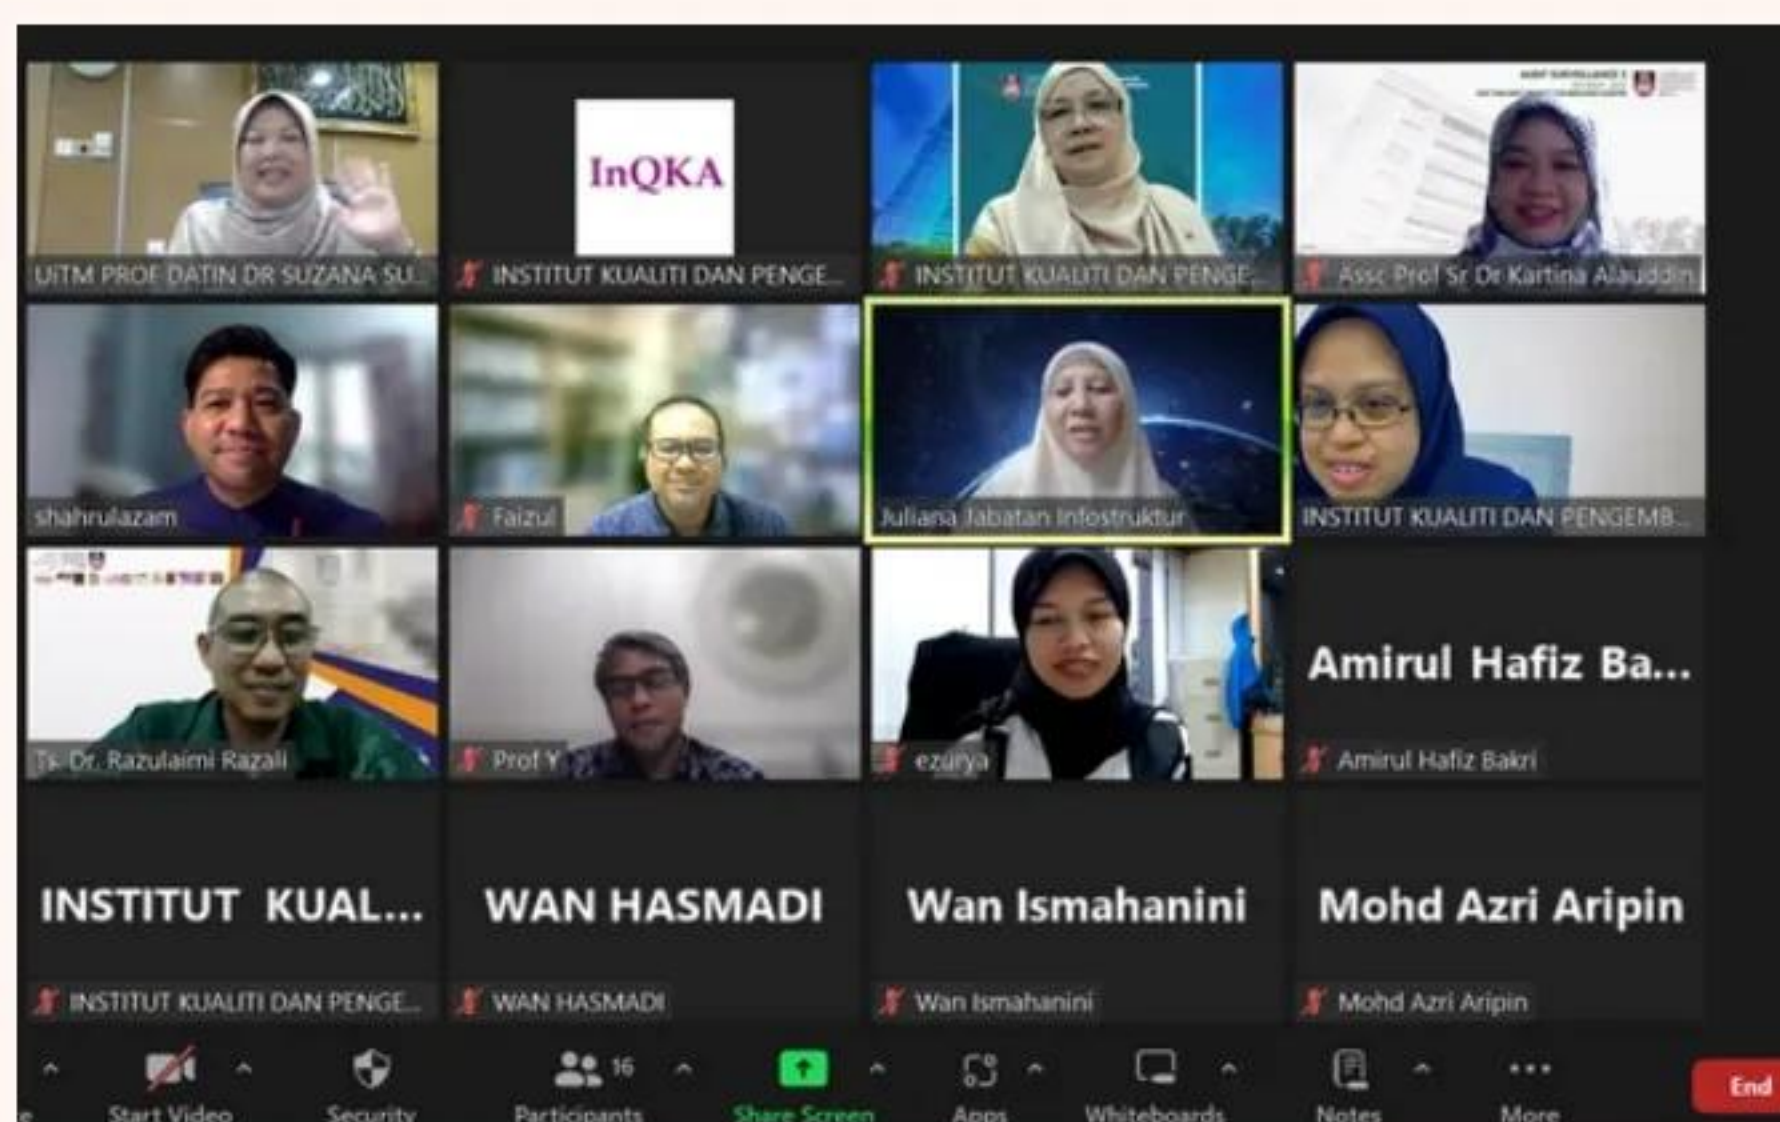 UiTM PROF DATIN DR SUZANA SU...
InQKA
INSTITUT KUALITI DAN PENGE...
INSTITUT KUALITI DAN PENGE...
AUDIT SURVEILLANCE 2
Assc Prof Sr Dr Kartina Alauddin
shahrulazam
Faizul
Juliana Jabatan Infostruktur
INSTITUT KUALITI DAN PENGEMB...
Ts. Dr. Razulaimi Razali
Prof Y
ezurya
Amirul Hafiz Ba...
Amirul Hafiz Bakri
INSTITUT KUAL...
INSTITUT KUALITI DAN PENGE...
WAN HASMADI
WAN HASMADI
Wan Ismahanini
Wan Ismahanini
Mohd Azri Aripin
Mohd Azri Aripin
16
Start Video
Security
Participants
Share Screen
Apps
Whiteboards
Notes
More
End